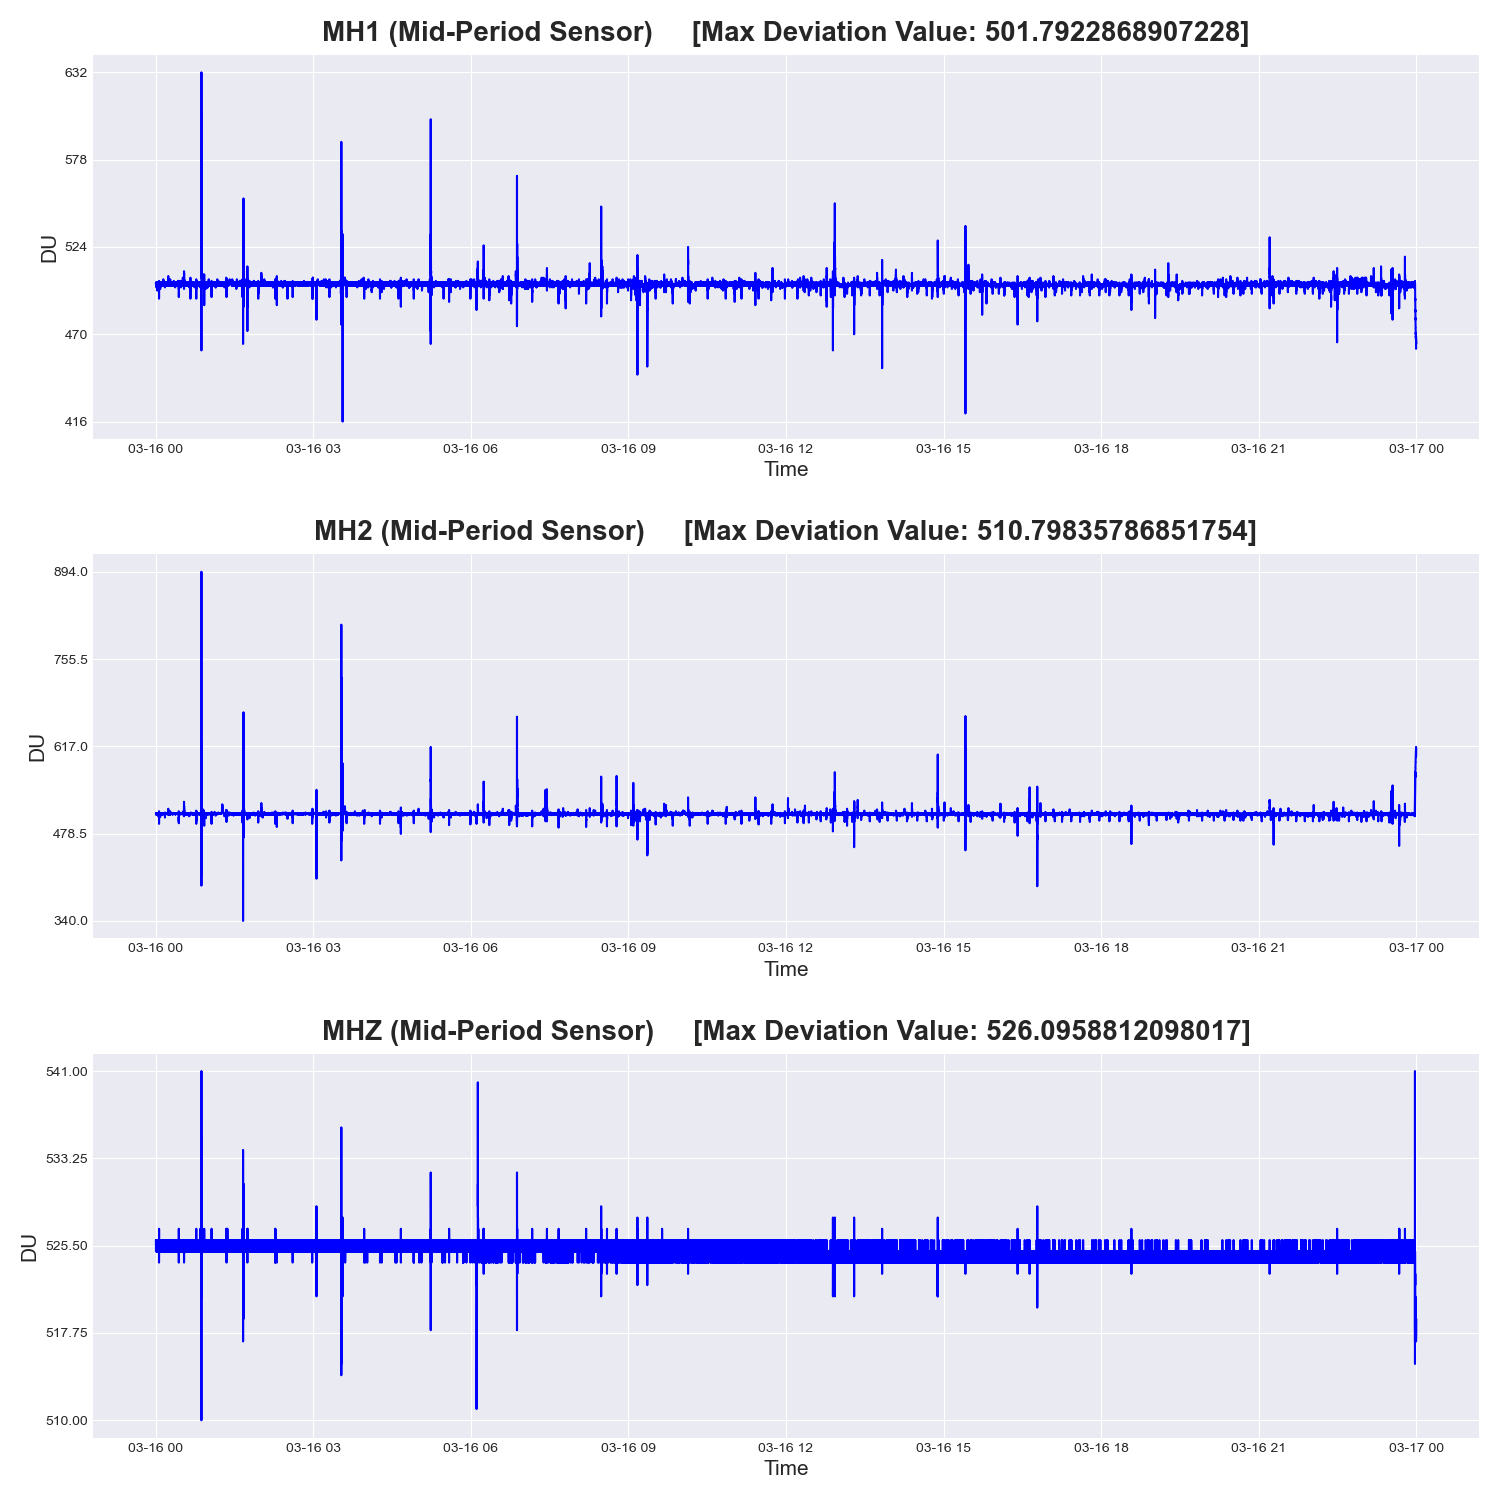 MH1 (Mid-Period Sensor) [Max Deviation Value: 501.7922868907228]
632
578
524
470
416
DU
03-16 00 03-16 03 03-16 06 03-16 09 03-16 12 03-16 15 03-16 18 03-16 21 03-17 00
Time
MH2 (Mid-Period Sensor) [Max Deviation Value: 510.79835786851754]
894.0
755.5
617.0
478.5
340.0
DU
03-16 00 03-16 03 03-16 06 03-16 09 03-16 12 03-16 15 03-16 18 03-16 21 03-17 00
Time
MHZ (Mid-Period Sensor) [Max Deviation Value: 526.0958812098017]
541.00
533.25
525.50
517.75
510.00
DU
03-16 00 03-16 03 03-16 06 03-16 09 03-16 12 03-16 15 03-16 18 03-16 21 03-17 00
Time